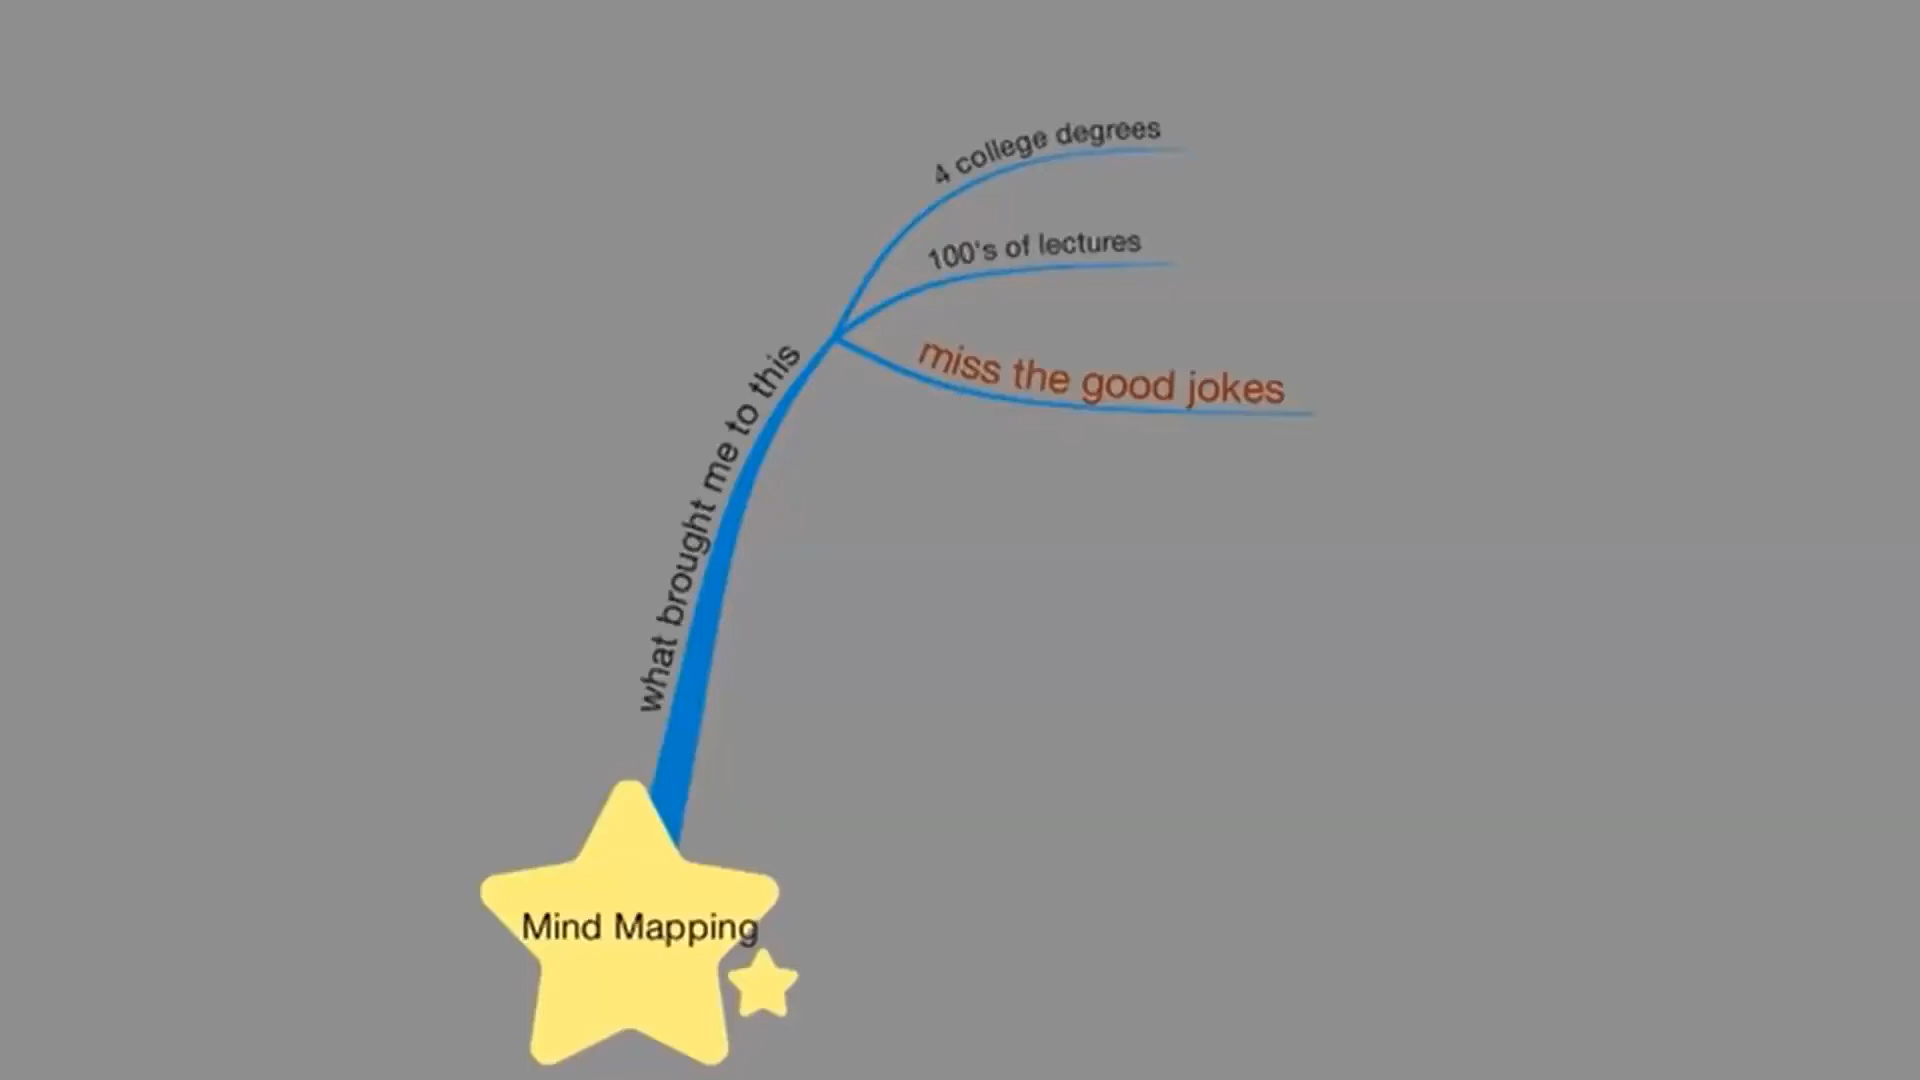 4 college degrees
100's of lectures
miss the good jokes
what brought me to this
Mind Mapping